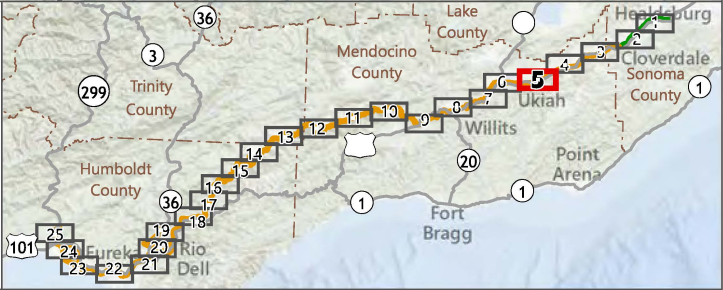 36
Lake
County
Healdsburg
1
2
3
Mendocino
County
3
4
Cloverdale
5
Sonoma
County
6
Trinity
County
299
7
Ukiah
1
8
10
11
9
12
Willits
13
14
20
Point
Arena
Humboldt
County
15
16
36
17
1
1
18
Fort
Bragg
19
25
101
24
Eureka
20
Rio
Dell
23
22
21